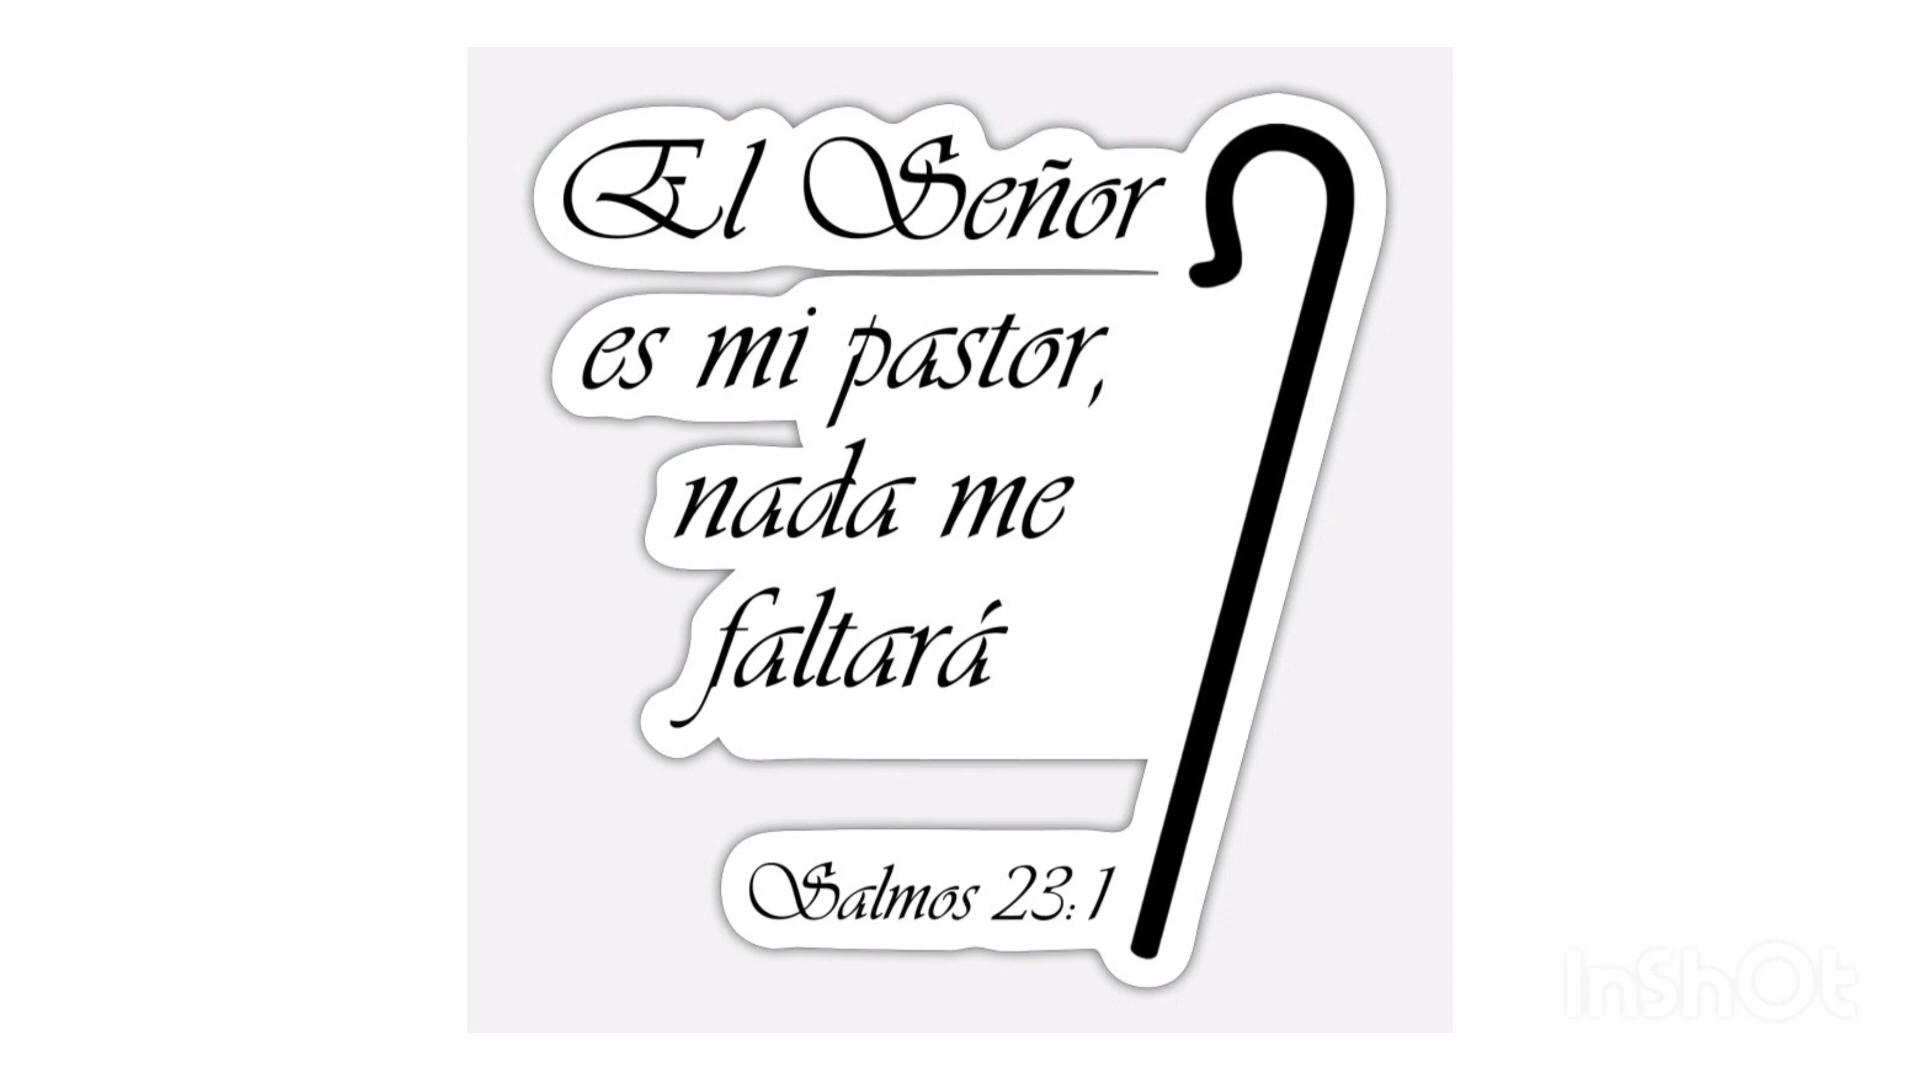 El Señor
es mi pastor,
nada me
faltará
Salmos 23:1
InShOt